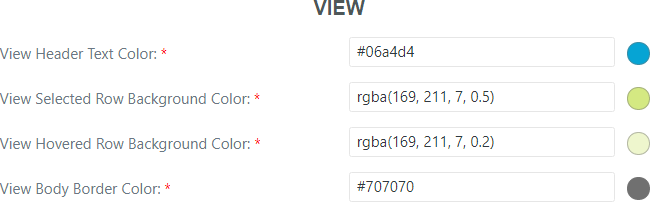 VIEW
View Header Text Color: *
#06a4d4
View Selected Row Background Color: *
rgba(169, 211, 7, 0.5)
View Hovered Row Background Color: *
rgba(169, 211, 7, 0.2)
View Body Border Color: *
#707070